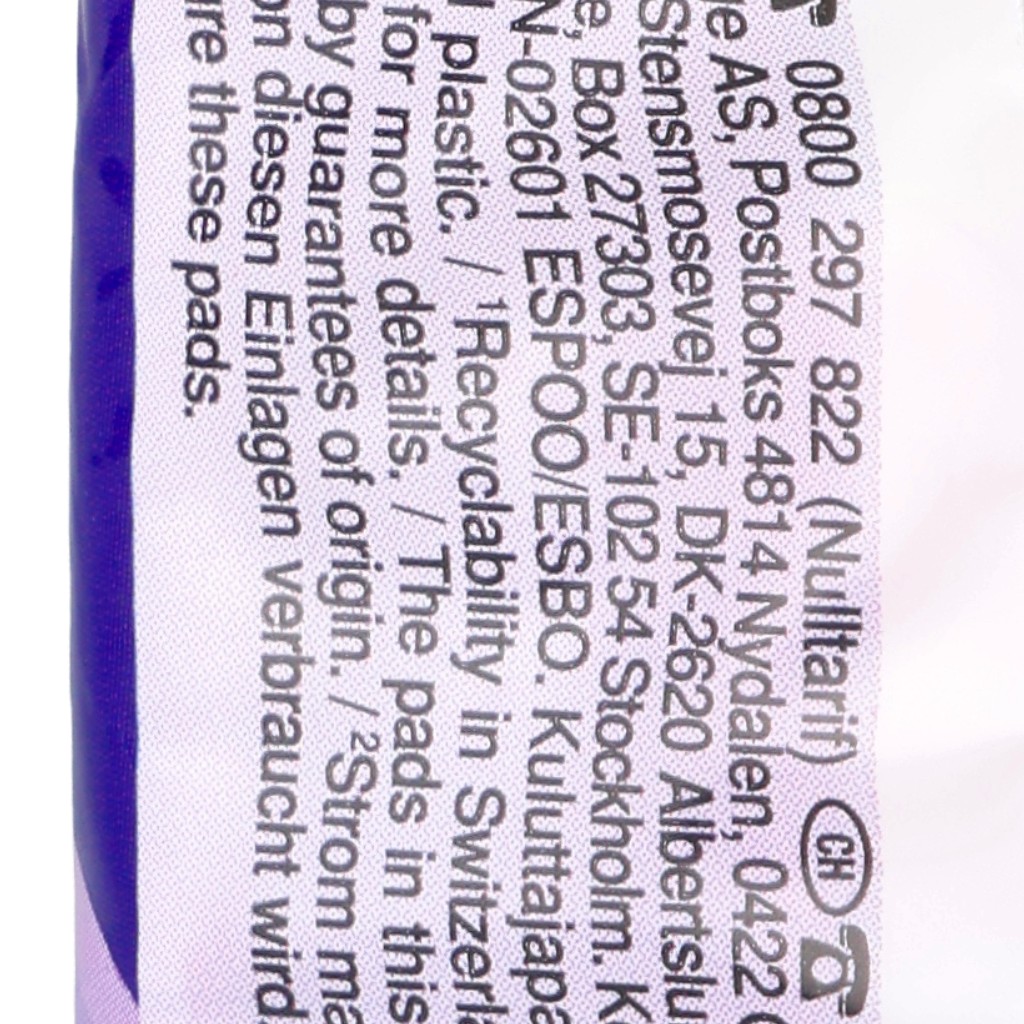 0800 297 822 (Nulltarif) CH
AS, Postboks 4814 Nydalen, 0422
Stensmosevej 15, DK-2620 Albertslu
Box 27303, SE-102 54 Stockholm.
N-02601 ESPOO/ESBO. Kuluttajapa
plastic. / ¹Recyclability in Switzerl
for more details. / The pads in this
by guarantees of origin. / ²Strom ma
on diesen Einlagen verbraucht wird
re these pads.